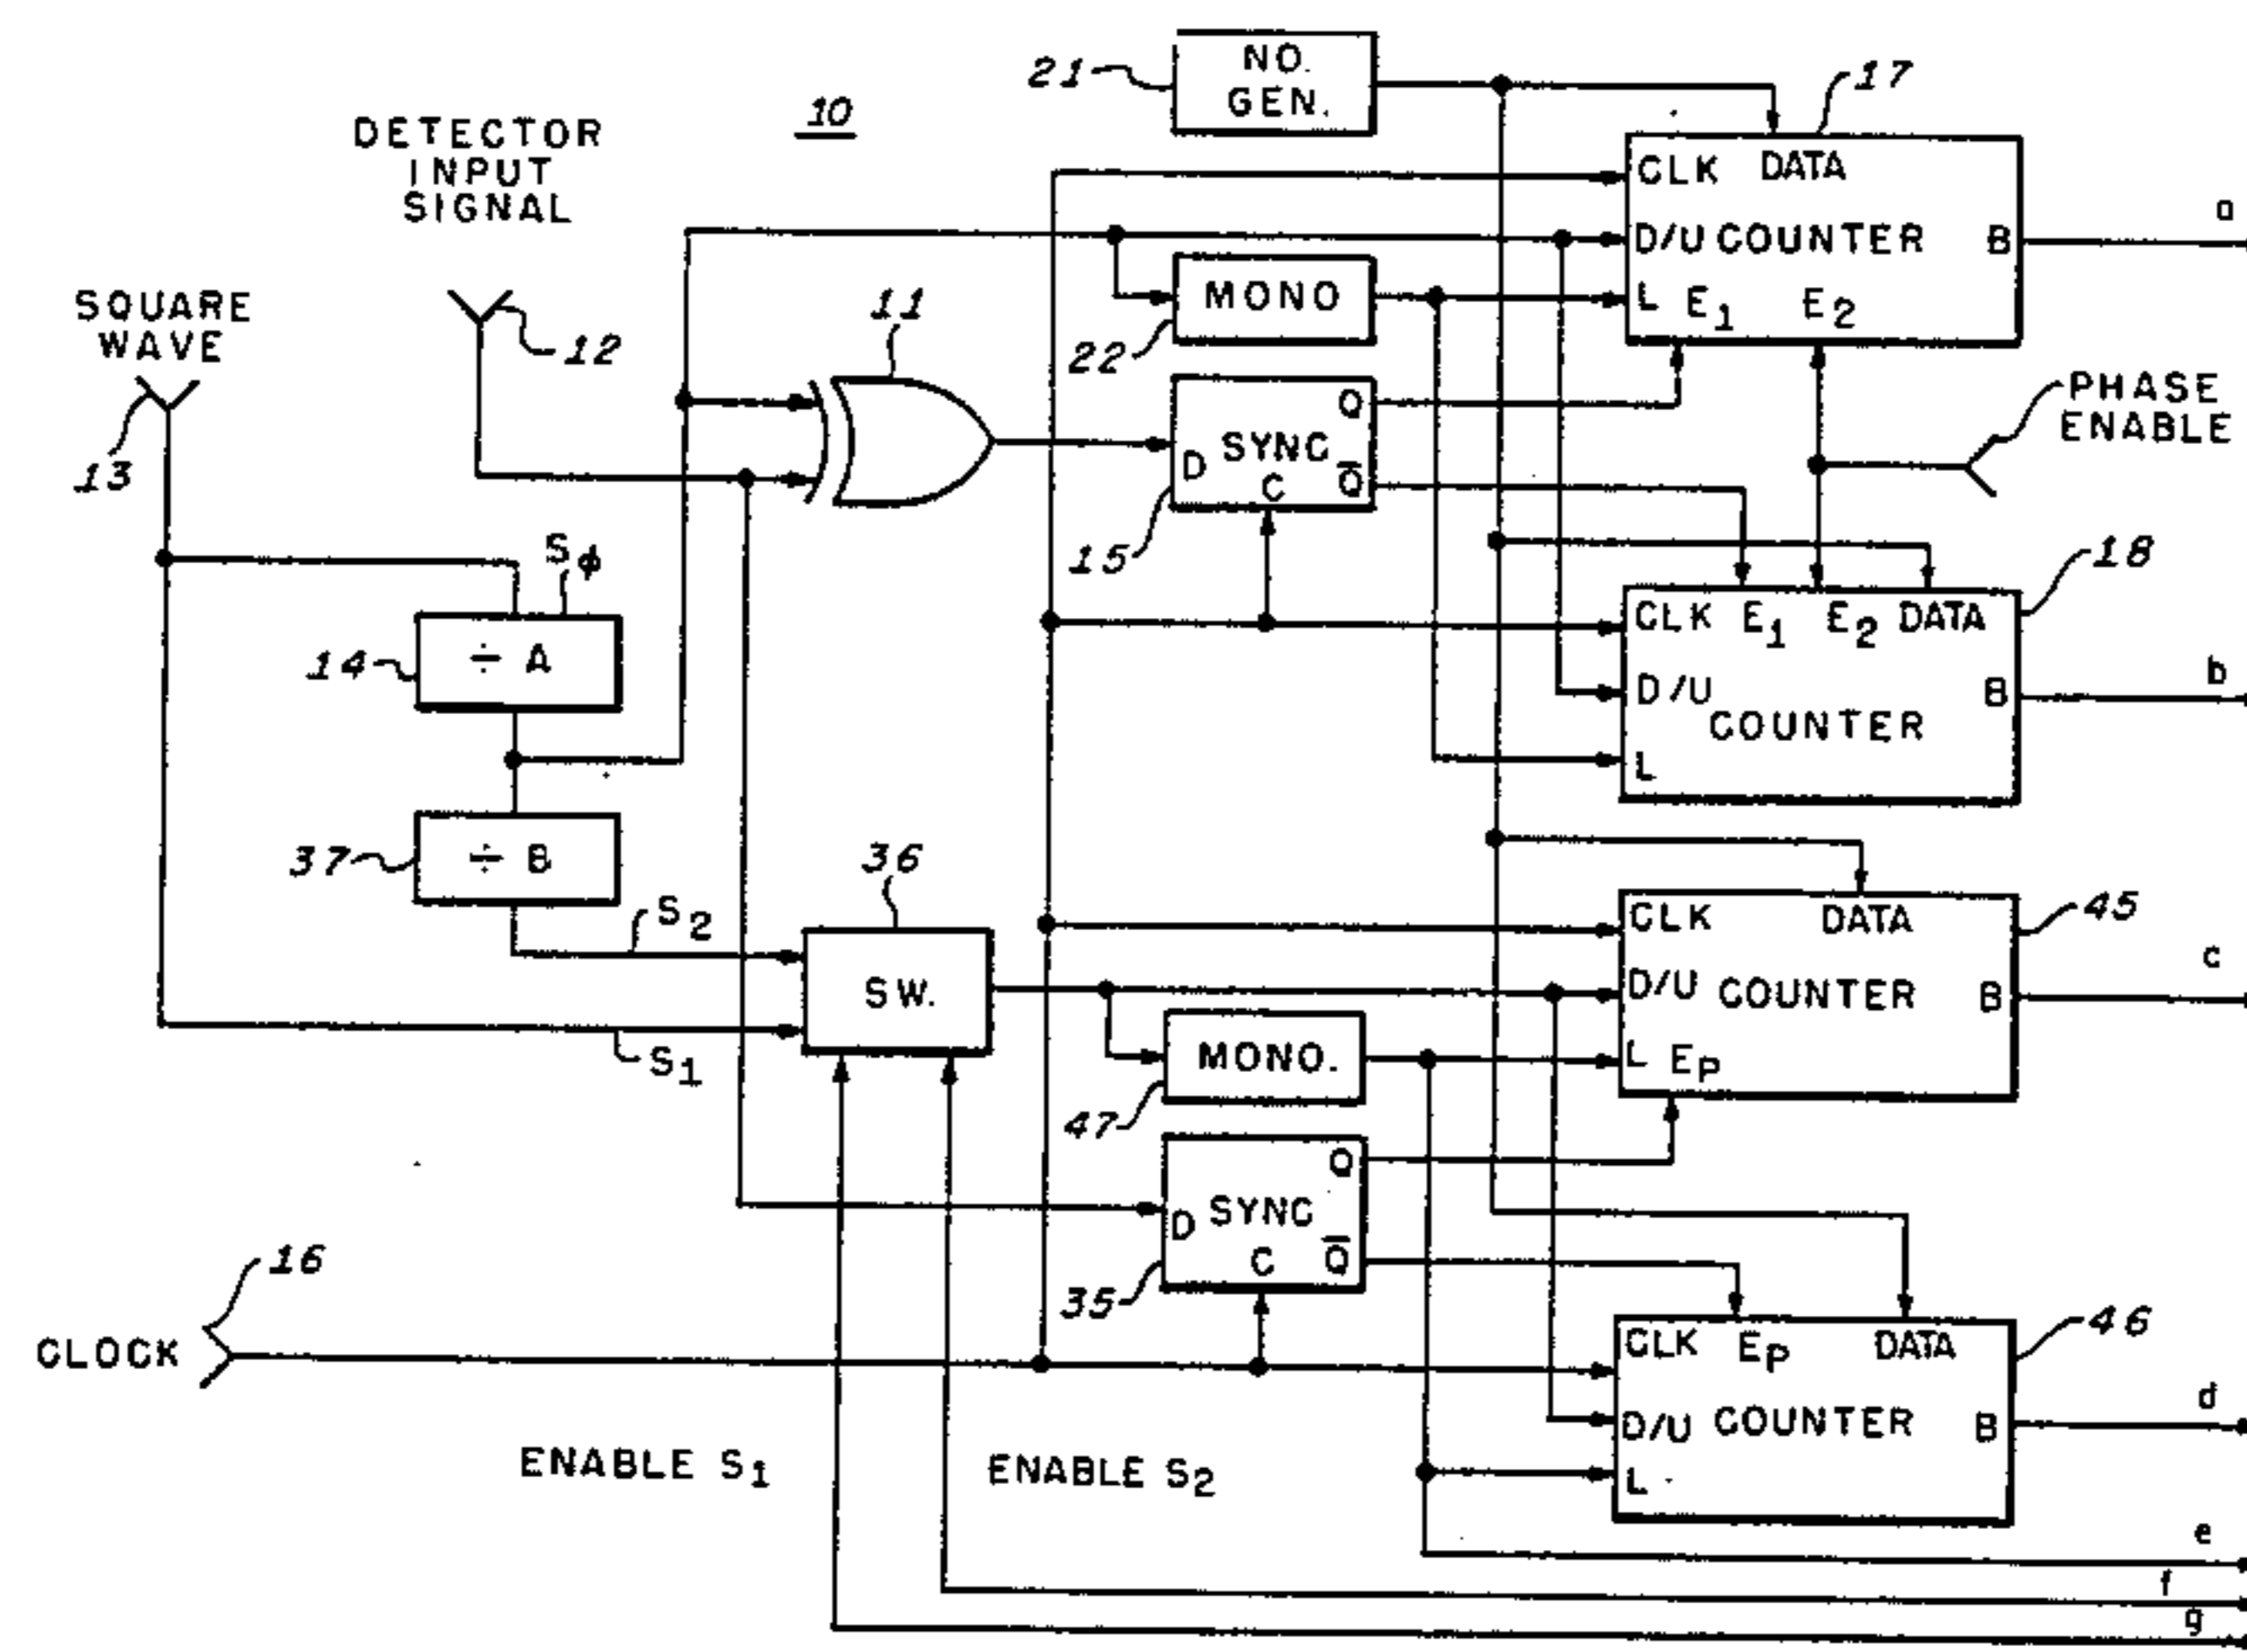 21
NO.
GEN.
17
10
DETECTOR
INPUT
SIGNAL
CLK DATA
D/U COUNTER B
L E1 E2
a
MONO
22
SQUARE
WAVE
12
11
13
PHASE
ENABLE
Q
SYNC
D
C Q̅
15
SΦ
14
÷ A
18
CLK E1 E2 DATA
D/U
COUNTER B
L
b
37
÷ B
36
S2
SW.
S1
45
CLK DATA
D/U COUNTER B
L EP
c
MONO.
47
Q
D SYNC
C Q̅
35
16
CLOCK
46
CLK EP DATA
D/U COUNTER B
L
d
ENABLE S1
ENABLE S2
e
f
g